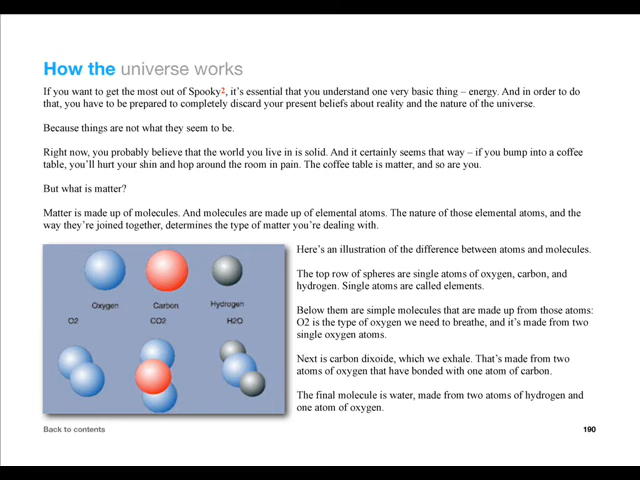 How the universe works
If you want to get the most out of Spooky², it's essential that you understand one very basic thing – energy. And in order to do
that, you have to be prepared to completely discard your present beliefs about reality and the nature of the universe.
Because things are not what they seem to be.
Right now, you probably believe that the world you live in is solid. And it certainly seems that way – if you bump into a coffee
table, you'll hurt your shin and hop around the room in pain. The coffee table is matter, and so are you.
But what is matter?
Matter is made up of molecules. And molecules are made up of elemental atoms. The nature of those elemental atoms, and the
way they're joined together, determines the type of matter you're dealing with.
Oxygen Carbon Hydrogen
O2 CO2 H2O
Here's an illustration of the difference between atoms and molecules.
The top row of spheres are single atoms of oxygen, carbon, and
hydrogen. Single atoms are called elements.
Below them are simple molecules that are made up from those atoms:
O2 is the type of oxygen we need to breathe, and it's made from two
single oxygen atoms.
Next is carbon dixoide, which we exhale. That's made from two
atoms of oxygen that have bonded with one atom of carbon.
The final molecule is water, made from two atoms of hydrogen and
one atom of oxygen.
Back to contents
190